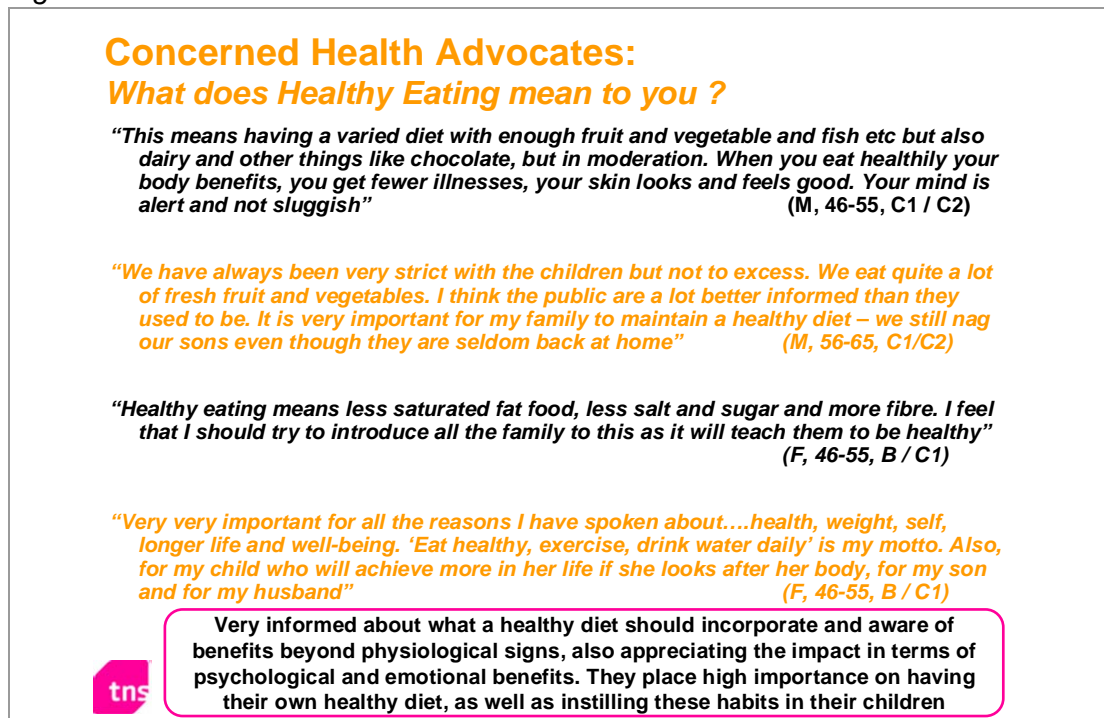 Concerned Health Advocates:
What does Healthy Eating mean to you ?
“This means having a varied diet with enough fruit and vegetable and fish etc but also
dairy and other things like chocolate, but in moderation. When you eat healthily your
body benefits, you get fewer illnesses, your skin looks and feels good. Your mind is
alert and not sluggish” (M, 46-55, C1 / C2)
“We have always been very strict with the children but not to excess. We eat quite a lot
of fresh fruit and vegetables. I think the public are a lot better informed than they
used to be. It is very important for my family to maintain a healthy diet – we still nag
our sons even though they are seldom back at home” (M, 56-65, C1/C2)
“Healthy eating means less saturated fat food, less salt and sugar and more fibre. I feel
that I should try to introduce all the family to this as it will teach them to be healthy”
(F, 46-55, B / C1)
“Very very important for all the reasons I have spoken about….health, weight, self,
longer life and well-being. ‘Eat healthy, exercise, drink water daily’ is my motto. Also,
for my child who will achieve more in her life if she looks after her body, for my son
and for my husband” (F, 46-55, B / C1)
Very informed about what a healthy diet should incorporate and aware of
benefits beyond physiological signs, also appreciating the impact in terms of
psychological and emotional benefits. They place high importance on having
their own healthy diet, as well as instilling these habits in their children
tns